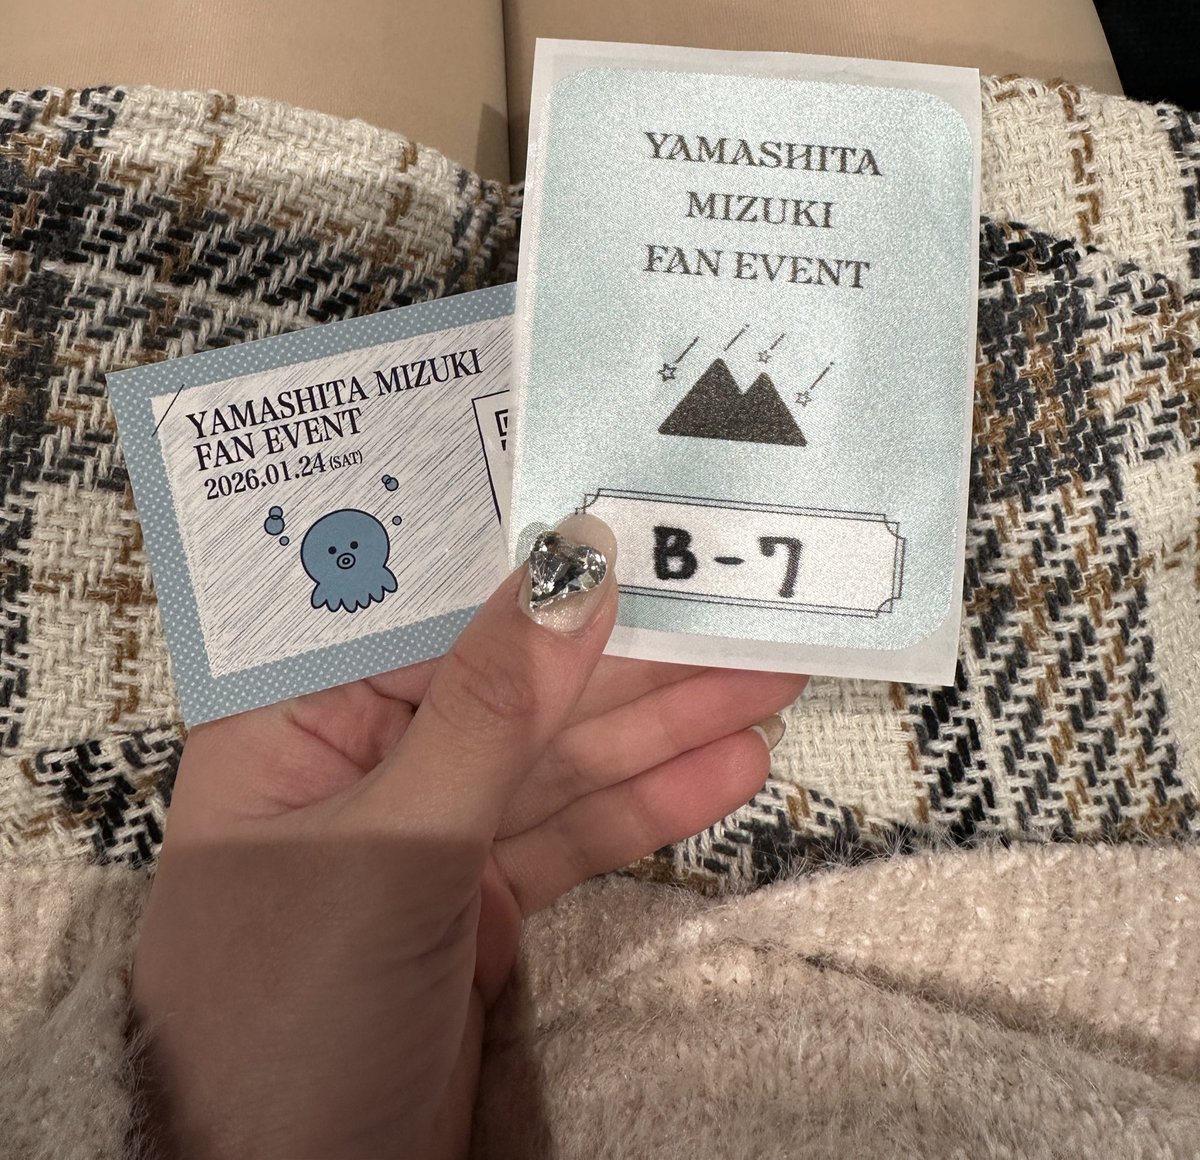 YAMASHITA MIZUKI
FAN EVENT
2026.01.24 (SAT)
YAMASHITA
MIZUKI
FAN EVENT
B-7